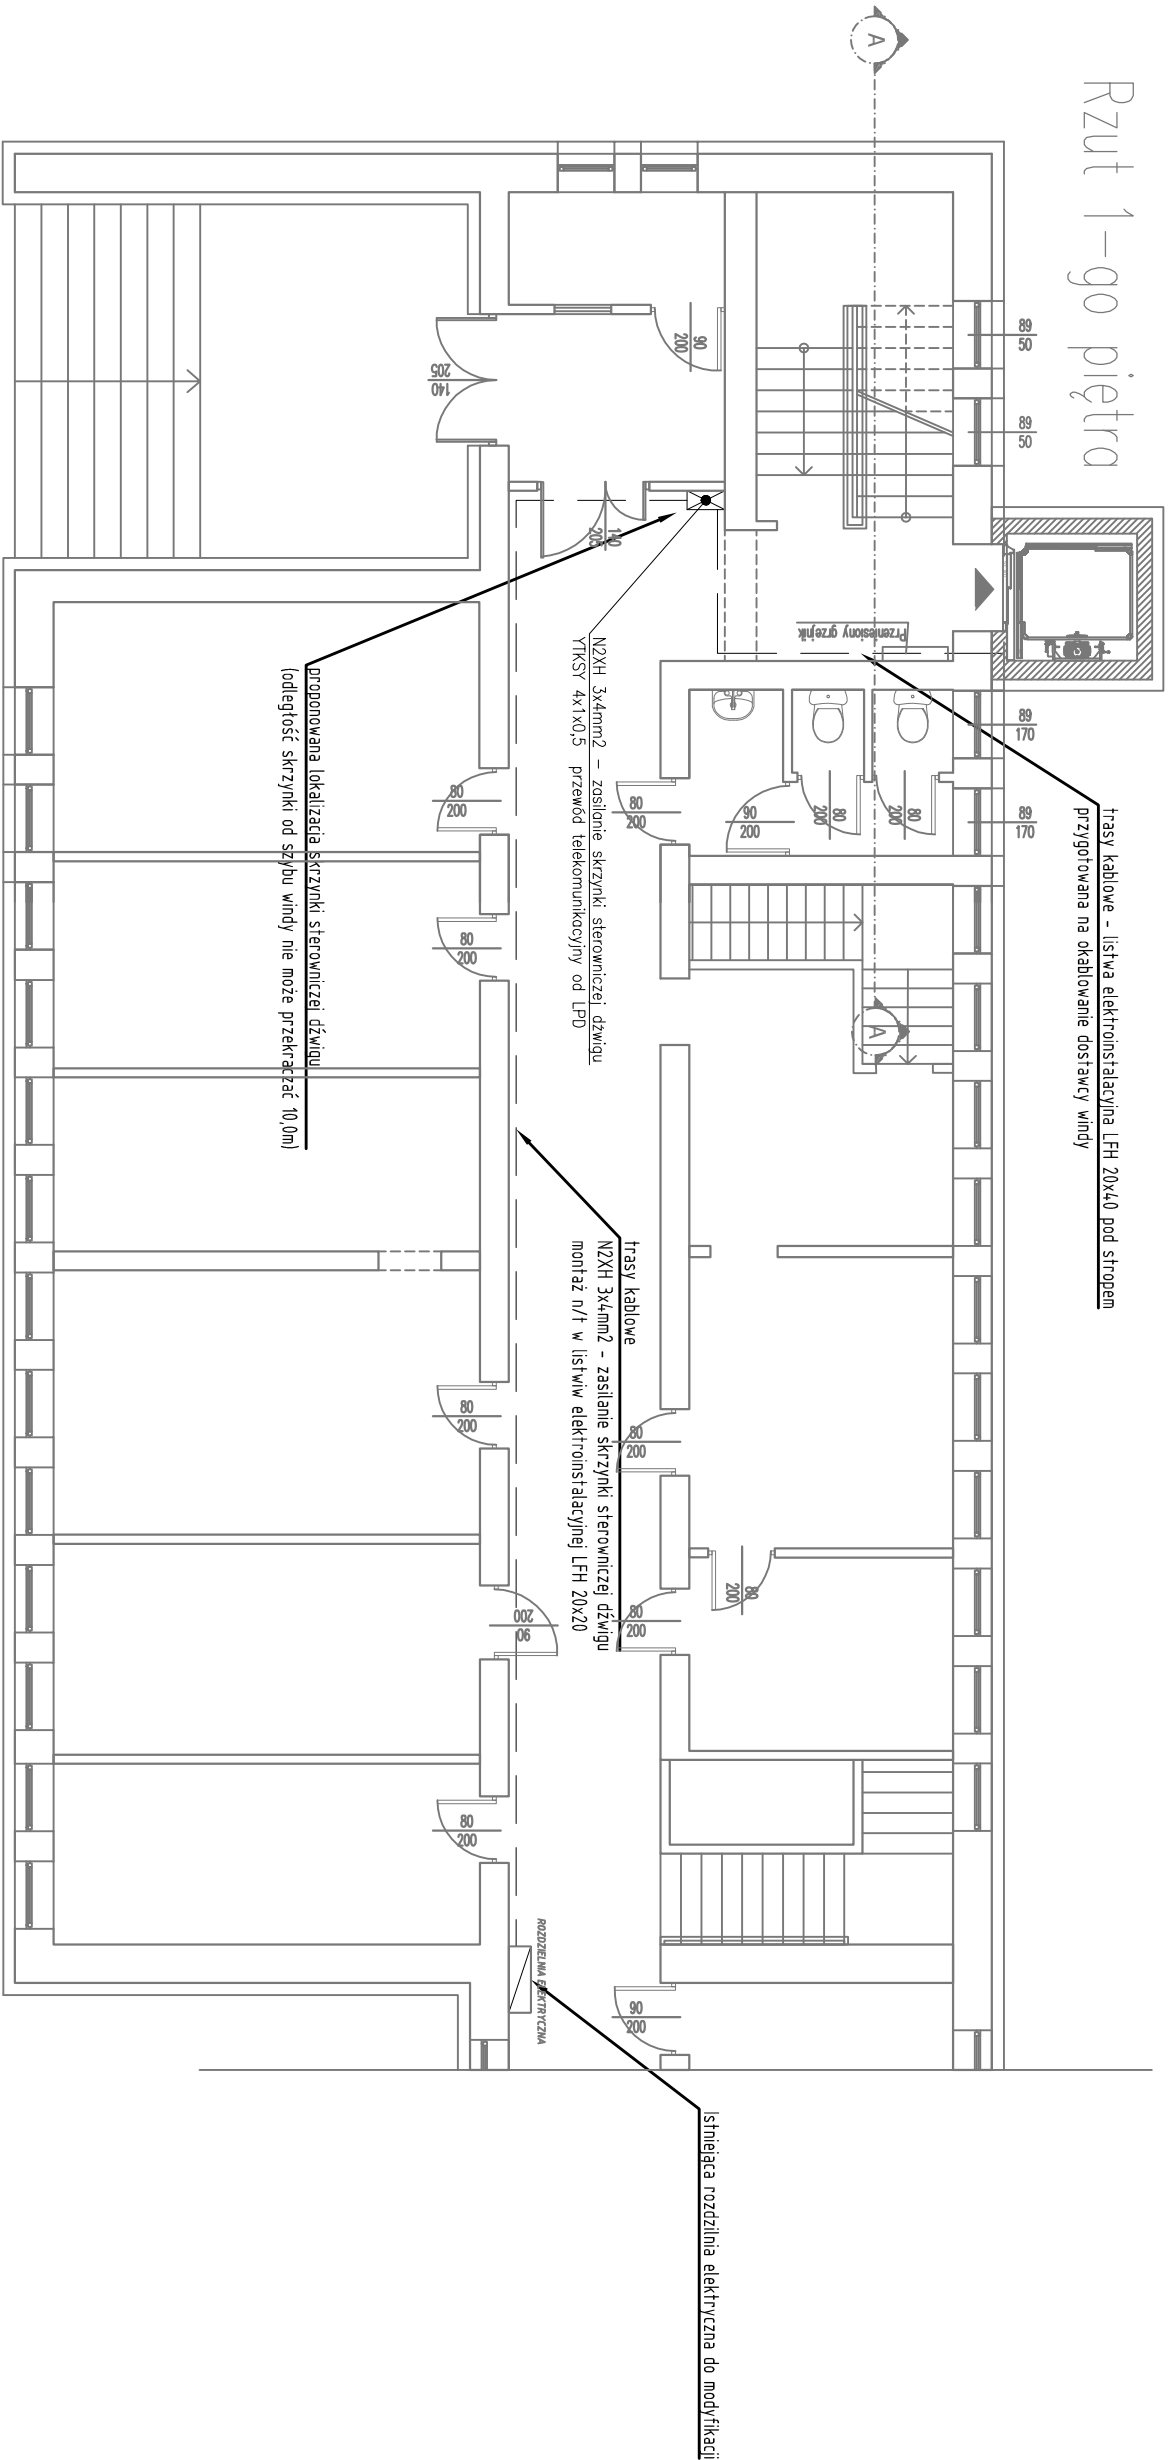 Rzut 1-go piętra
A
A
89
50
89
50
89
170
89
170
trasy kablowe - listwa elektroinstalacyjna LFH 20x40 pod stropem
przygotowana na okablowanie dostawcy windy
Przeniesiony grzejnik
90
200
140
205
140
205
80
200
80
200
90
200
80
200
80
200
80
200
N2XH 3x4mm2 - zasilanie skrzynki sterowniczej dźwigu
YTKSY 4x1x0,5 przewód telekomunikacyjny od LPD
proponowana lokalizacja skrzynki sterowniczej dźwigu
(odległość skrzynki od szybu windy nie może przekraczać 10,0m)
trasy kablowe
N2XH 3x4mm2 - zasilanie skrzynki sterowniczej dźwigu
montaż n/t w listwiw elektroinstalacyjnej LFH 20x20
80
200
80
200
80
200
80
200
90
200
80
200
90
200
ROZDZIELNIA ELEKTRYCZNA
Istniejąca rozdzilnia elektryczna do modyfikacji